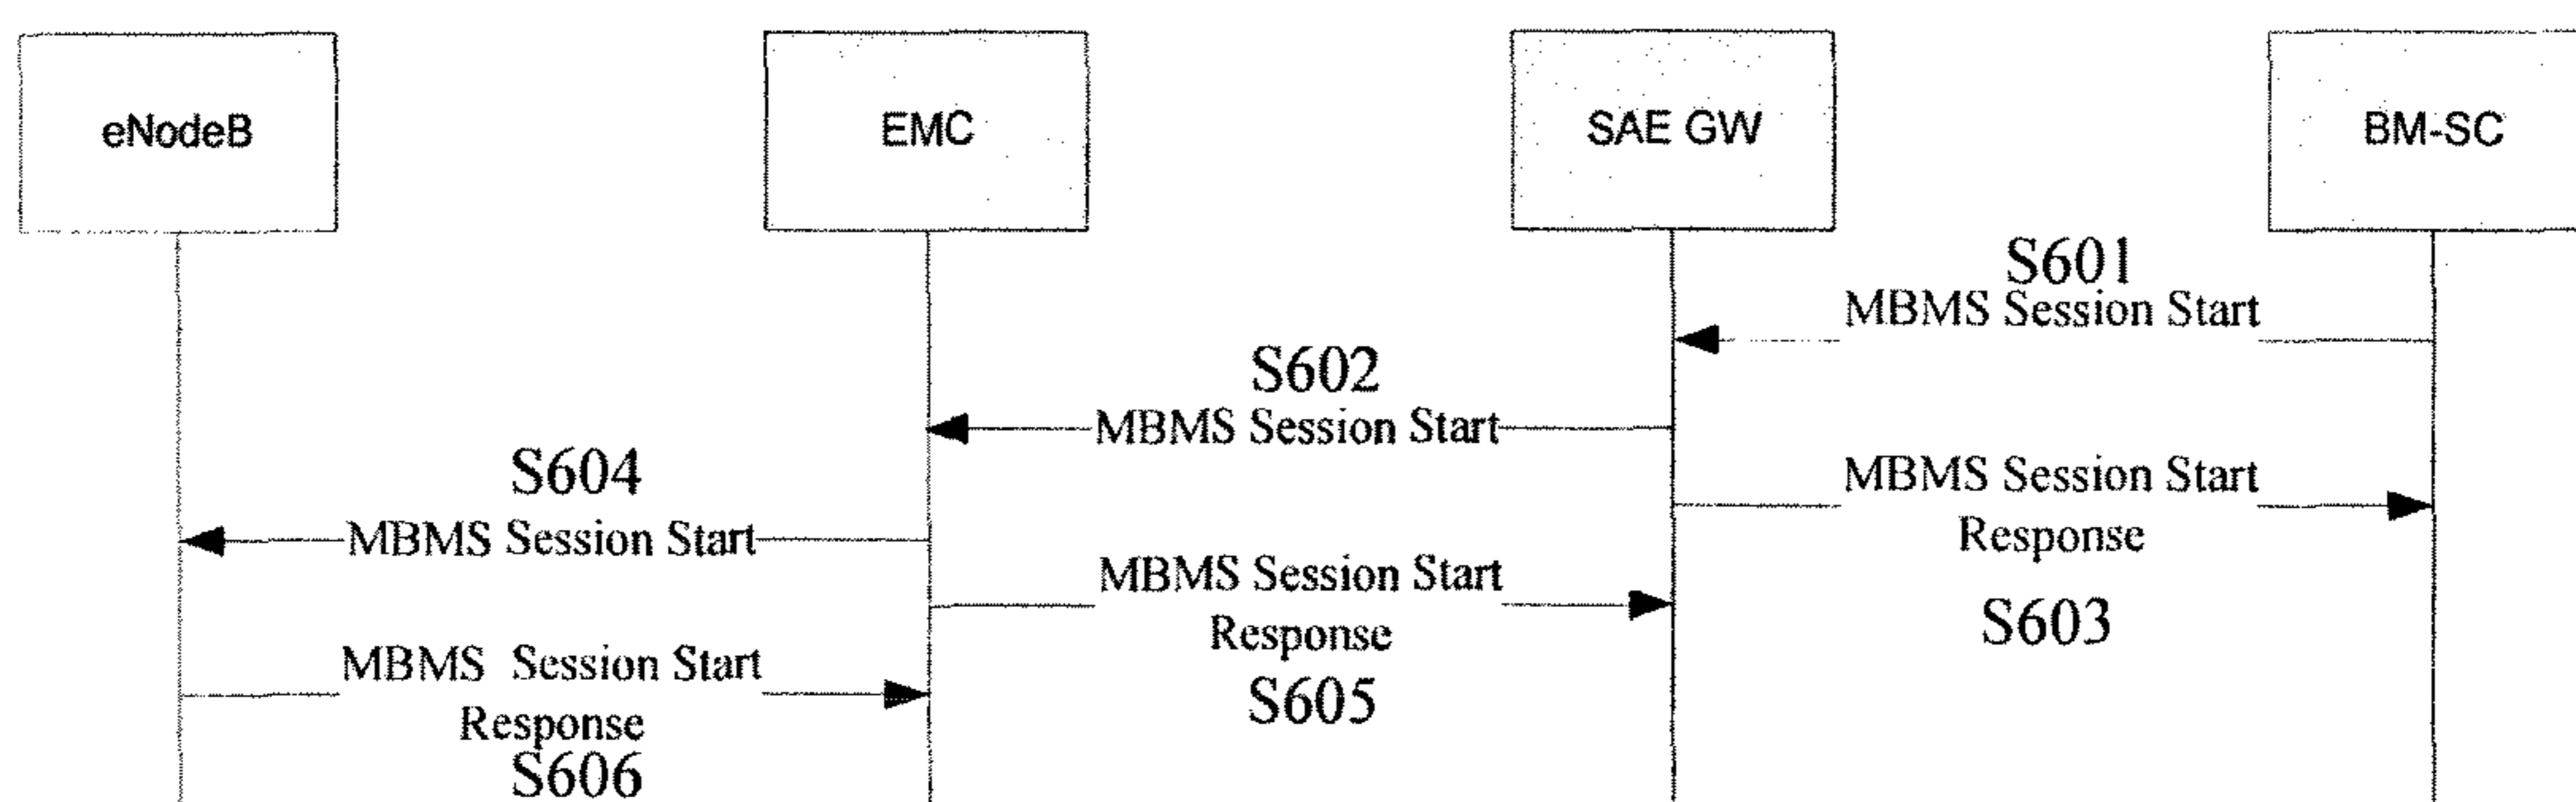 eNodeB
EMC
SAE GW
BM-SC
S601
MBMS Session Start
S602
MBMS Session Start
MBMS Session Start
Response
S603
S604
MBMS Session Start
MBMS Session Start
Response
S605
MBMS Session Start
Response
S606